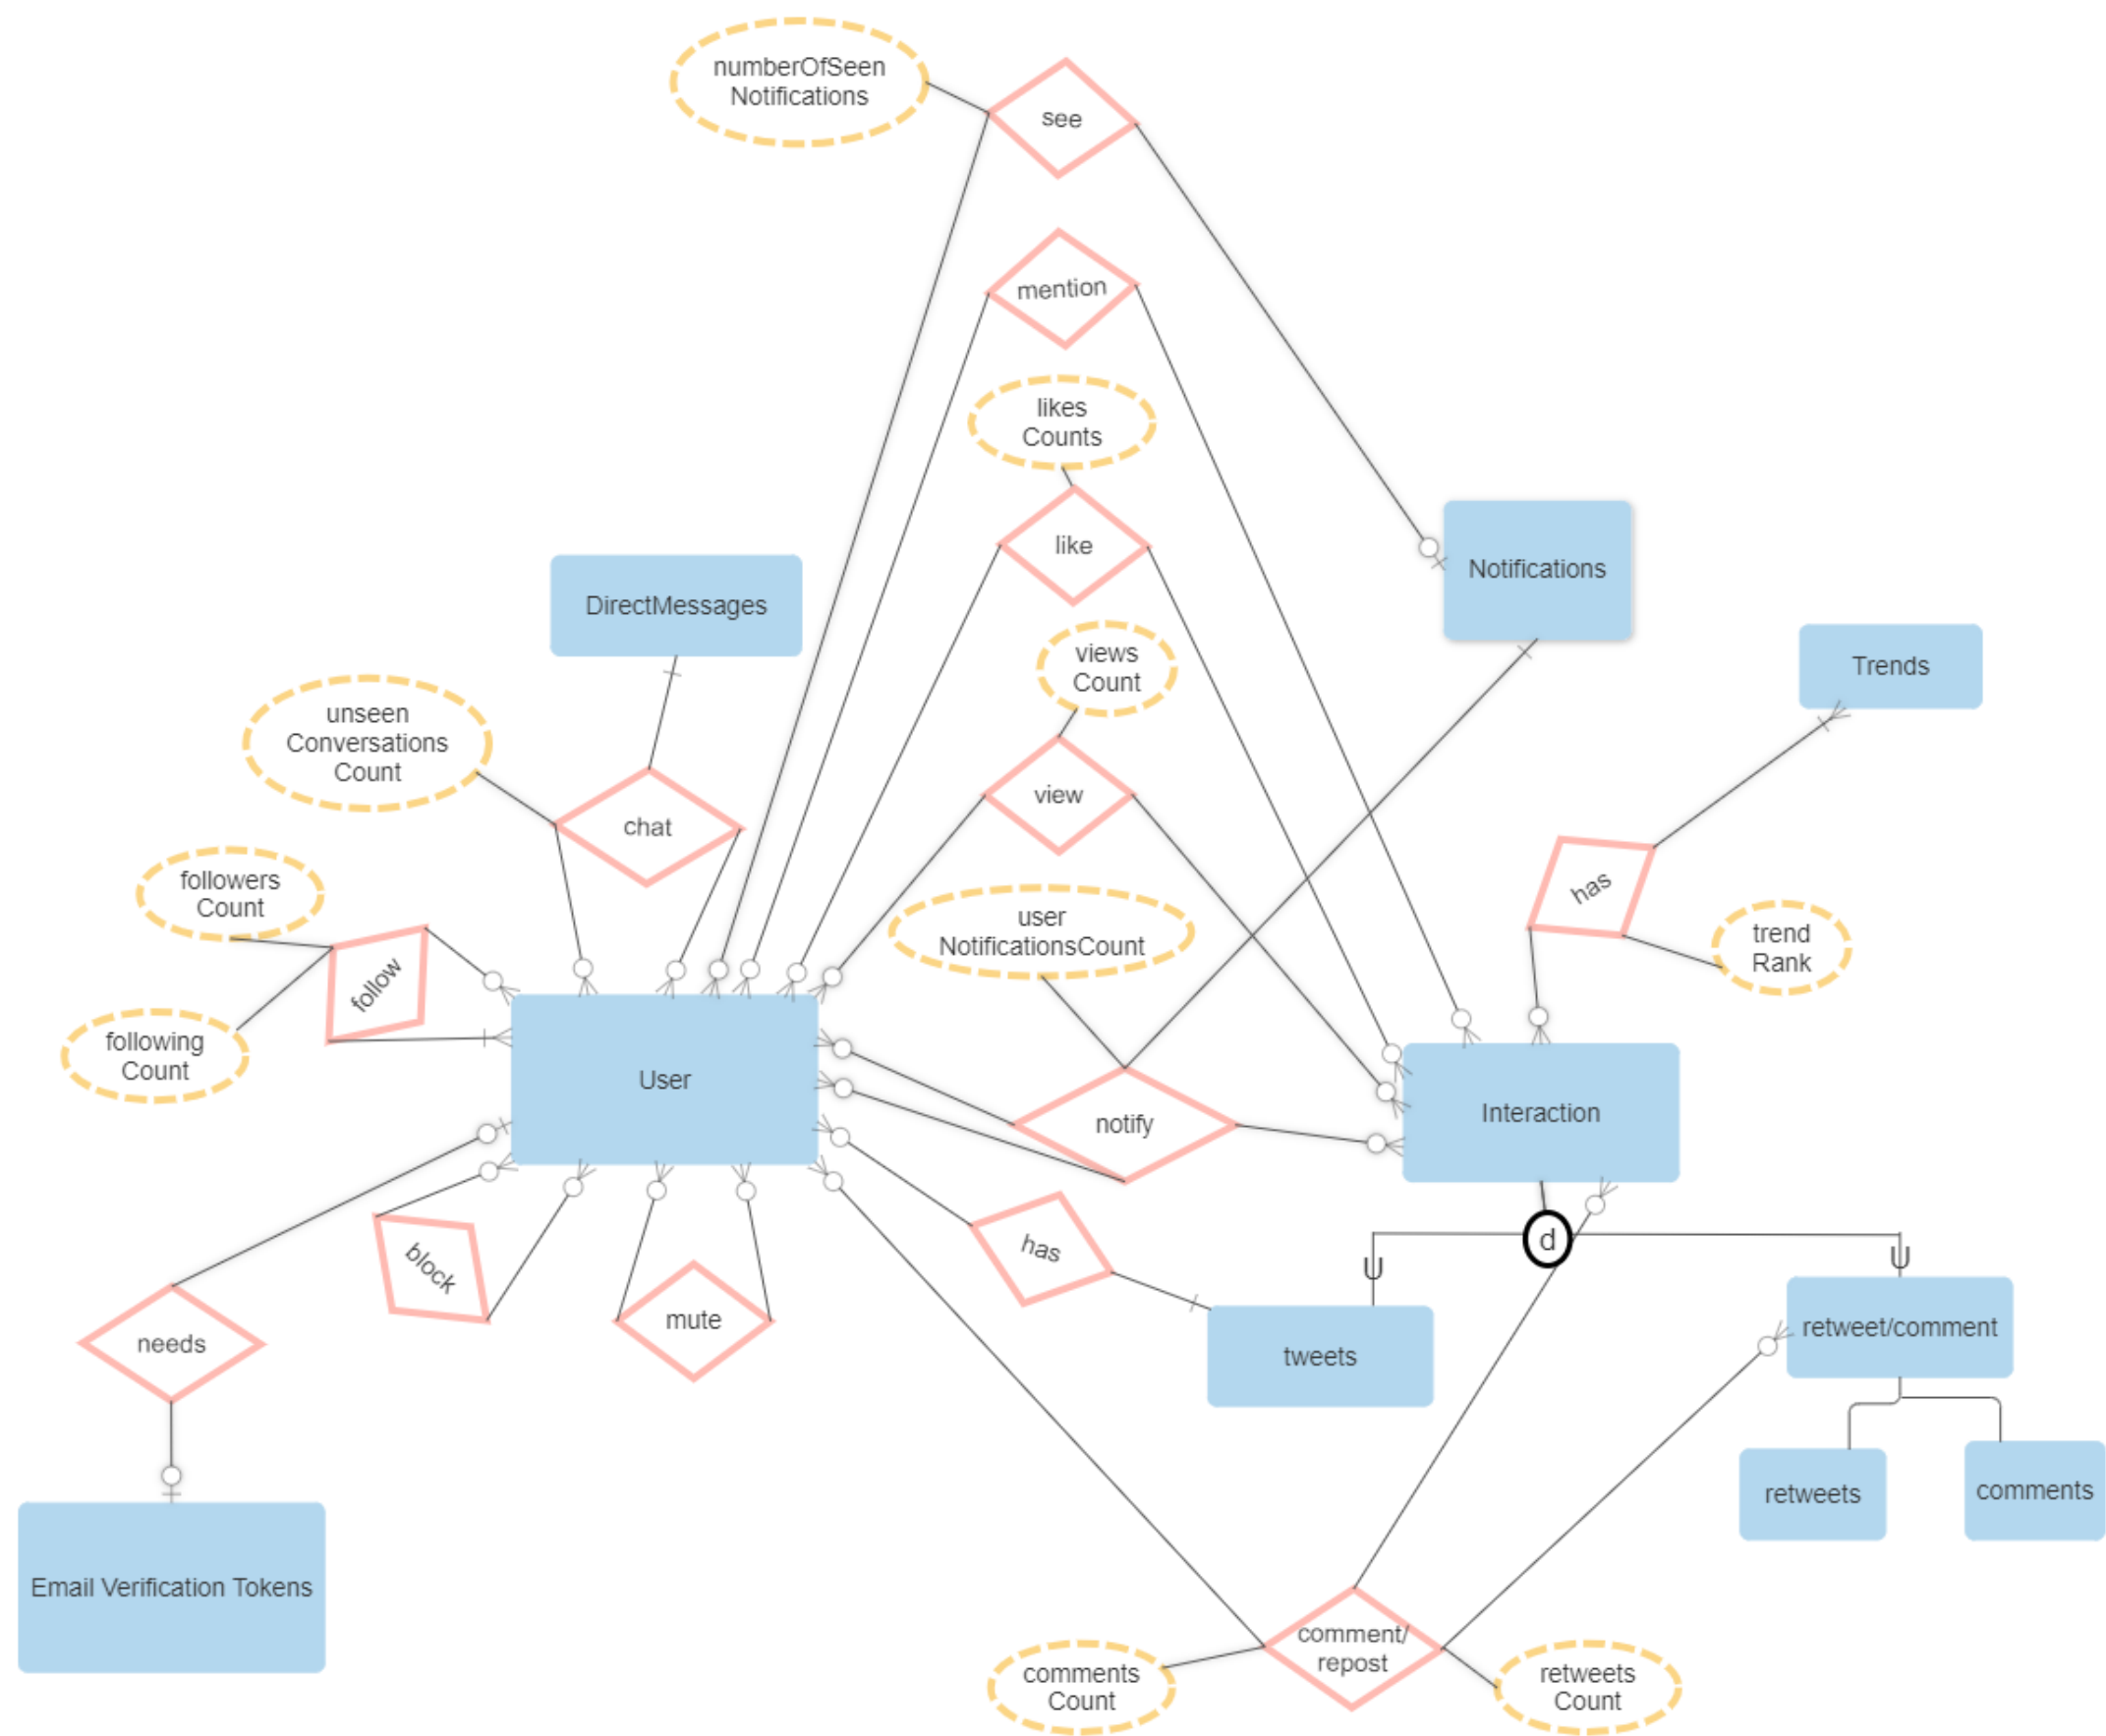 numberOfSeen
Notifications
see
mention
likes
Counts
like
Notifications
DirectMessages
views
Count
Trends
unseen
Conversations
Count
view
chat
followers
Count
has
user
NotificationsCount
trend
Rank
follow
following
Count
User
notify
Interaction
has
d
block
mute
needs
U
U
retweet/comment
tweets
retweets
comments
Email Verification Tokens
comment/
repost
comments
Count
retweets
Count